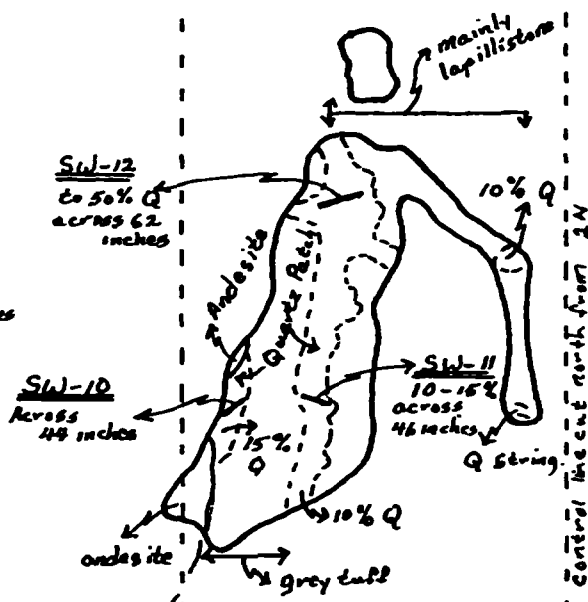 mainly
lapillistone
SW-12
to 50% Q
across 62
inches
10% Q
Andesite
Quartz Patch
SW-10
Across
44 inches
SW-11
10-15%
across
46 inches
15%
Q
Q String.
10% Q
andesite
grey tuff
Control line cut north from 2N